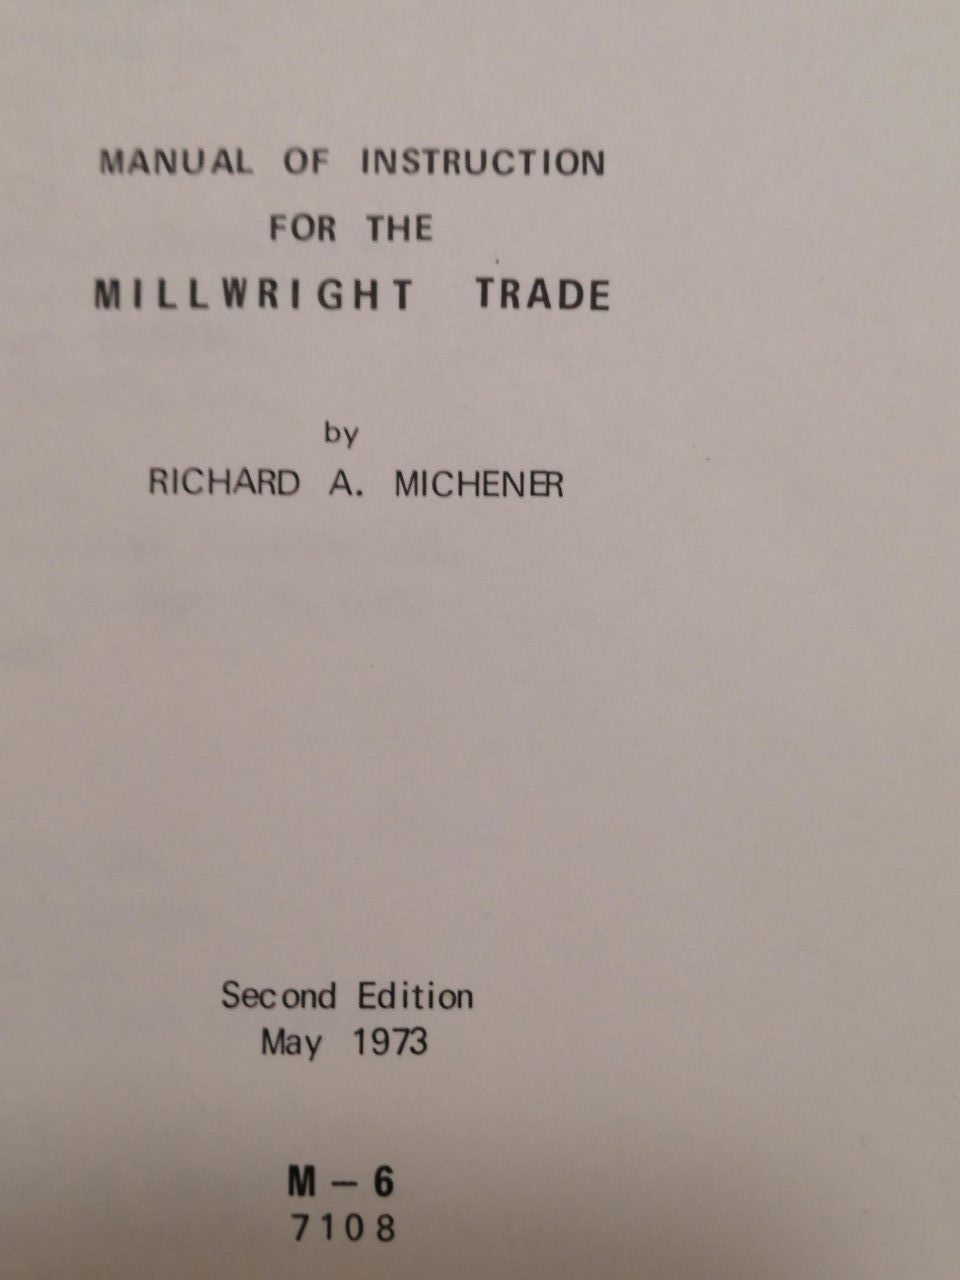 MANUAL OF INSTRUCTION
FOR THE
MILLWRIGHT TRADE
by
RICHARD A. MICHENER
Second Edition
May 1973
M – 6
7108